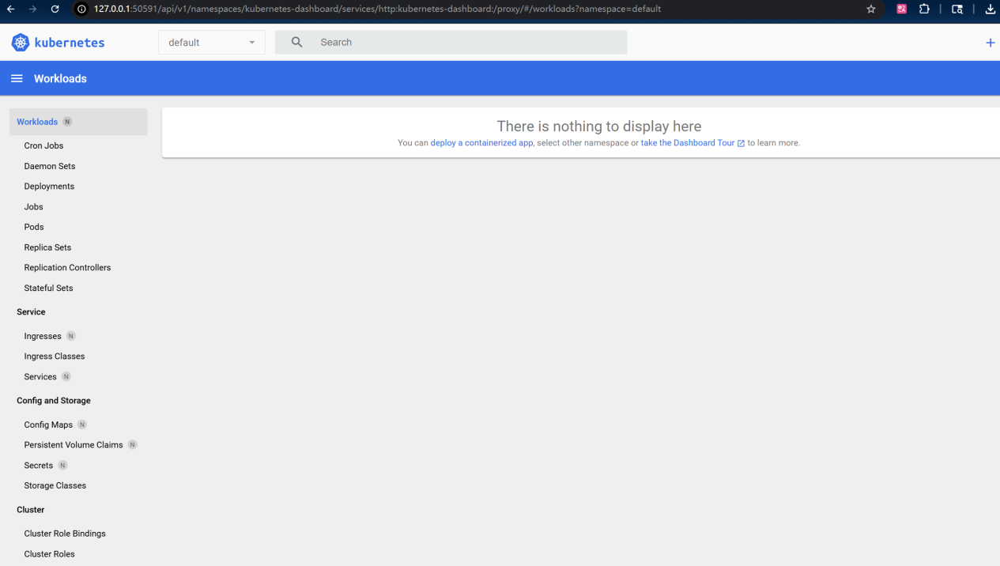 127.0.0.1:50591/api/v1/namespaces/kubernetes-dashboard/services/http:kubernetes-dashboard:/proxy/#/workloads?namespace=default
kubernetes
default
Search
Workloads
Workloads N
There is nothing to display here
You can deploy a containerized app, select other namespace or take the Dashboard Tour to learn more.
Cron Jobs
Daemon Sets
Deployments
Jobs
Pods
Replica Sets
Replication Controllers
Stateful Sets
Service
Ingresses N
Ingress Classes
Services N
Config and Storage
Config Maps N
Persistent Volume Claims N
Secrets N
Storage Classes
Cluster
Cluster Role Bindings
Cluster Roles